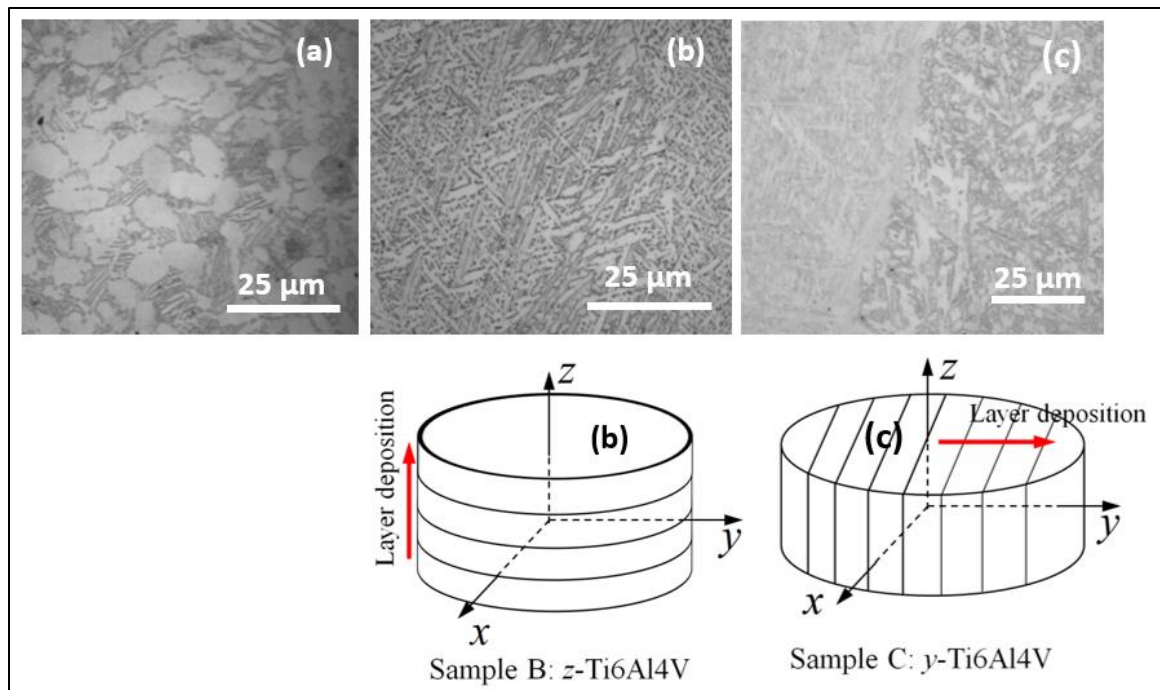 (a)
(b)
(c)
25 µm
25 µm
25 µm
z
Layer deposition
(b)
y
x
Sample B: z-Ti6Al4V
z
Layer deposition
(c)
y
x
Sample C: y-Ti6Al4V